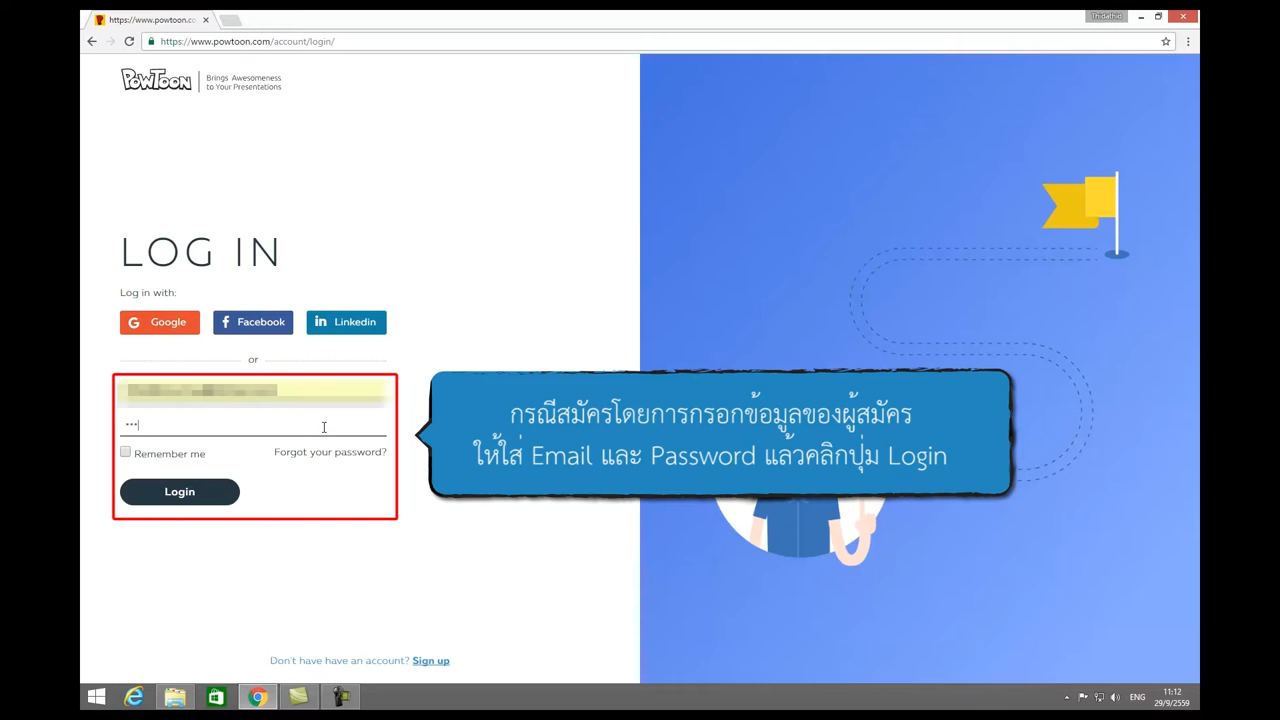 https://www.powtoon.co
Thidathip
https://www.powtoon.com/account/login/
PowToon
Brings Awesomeness
to Your Presentations
LOG IN
Log in with:
G Google
f Facebook
in Linkedin
or
•••
Remember me
Forgot your password?
Login
กรณีสมัครโดยการกรอกข้อมูลของผู้สมัคร
ให้ใส่ Email และ Password แล้วคลิกปุ่ม Login
Don't have have an account? Sign up
ENG
11:12
29/9/2559